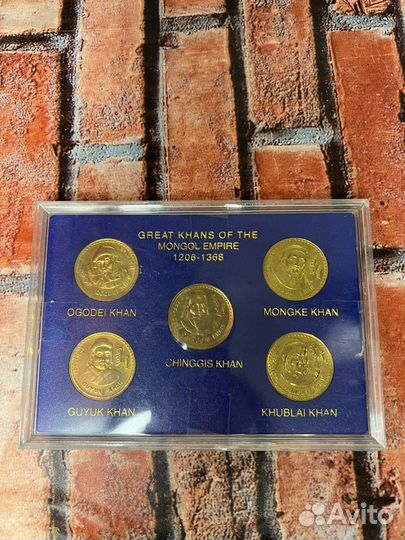 GREAT KHANS OF THE
MONGOL EMPIRE
1206-1368
OGODEI KHAN
MONGKE KHAN
CHINGGIS KHAN
GUYUK KHAN
KHUBLAI KHAN
Avito